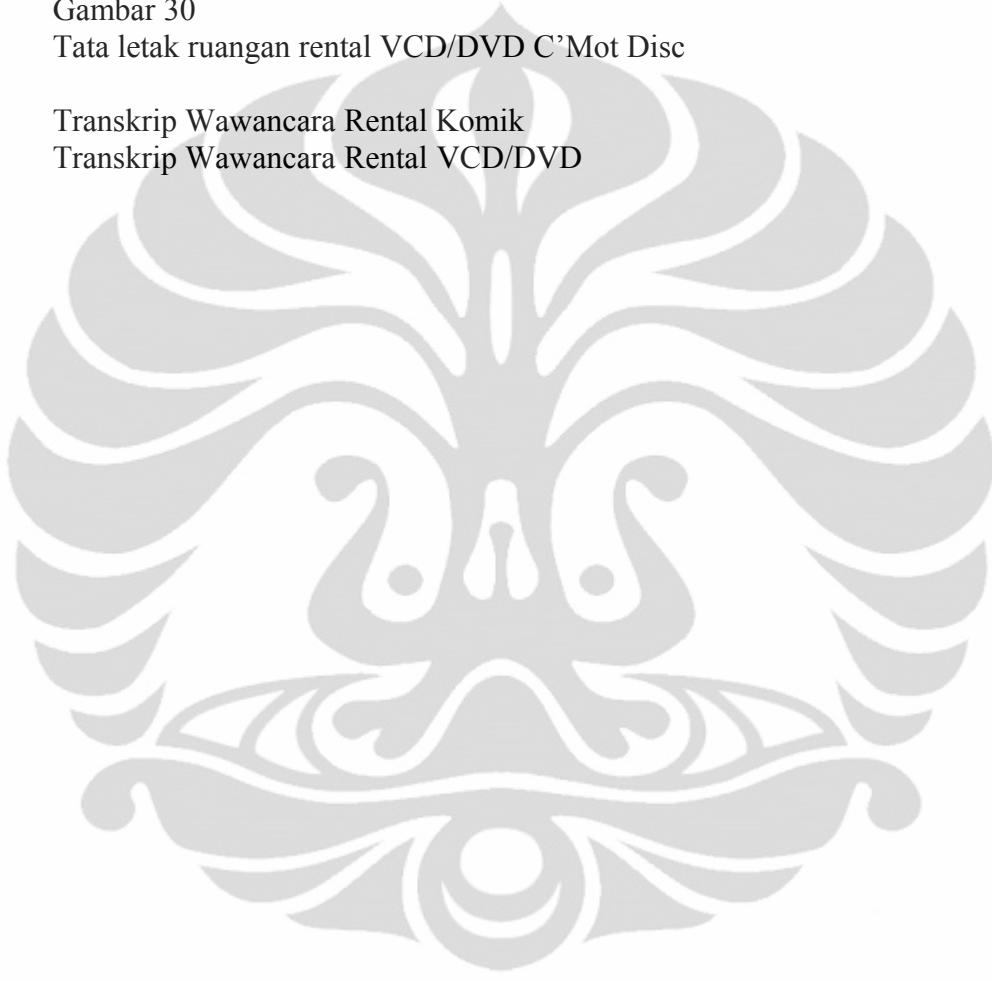 Gambar 30
Tata letak ruangan rental VCD/DVD C’Mot Disc
Transkrip Wawancara Rental Komik
Transkrip Wawancara Rental VCD/DVD